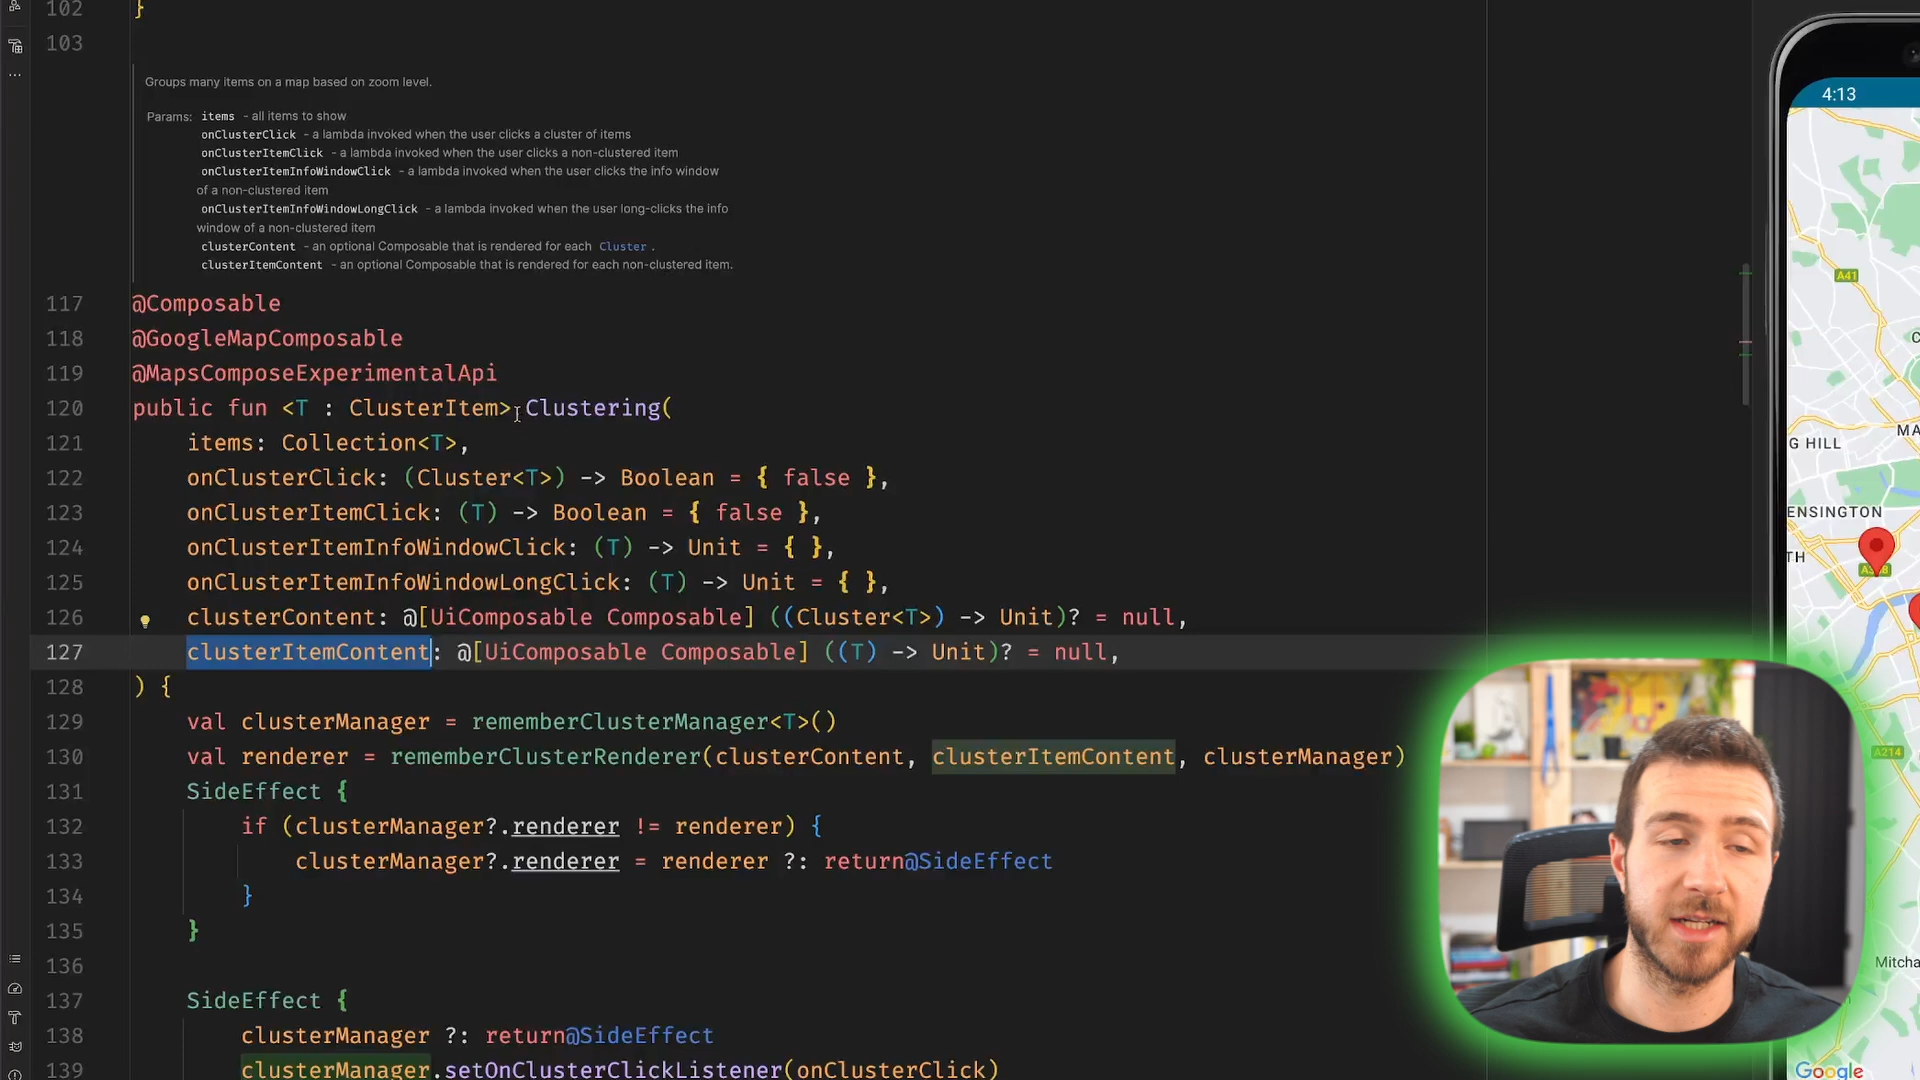 102 }
103
Groups many items on a map based on zoom level.
Params: items - all items to show
onClusterClick - a lambda invoked when the user clicks a cluster of items
onClusterItemClick - a lambda invoked when the user clicks a non-clustered item
onClusterItemInfoWindowClick - a lambda invoked when the user clicks the info window
of a non-clustered item
onClusterItemInfoWindowLongClick - a lambda invoked when the user long-clicks the info
window of a non-clustered item
clusterContent - an optional Composable that is rendered for each Cluster .
clusterItemContent - an optional Composable that is rendered for each non-clustered item.
117 @Composable
118 @GoogleMapComposable
119 @MapsComposeExperimentalApi
120 public fun <T : ClusterItem> Clustering(
121 items: Collection<T>,
122 onClusterClick: (Cluster<T>) -> Boolean = { false },
123 onClusterItemClick: (T) -> Boolean = { false },
124 onClusterItemInfoWindowClick: (T) -> Unit = { },
125 onClusterItemInfoWindowLongClick: (T) -> Unit = { },
126 clusterContent: @[UiComposable Composable] ((Cluster<T>) -> Unit)? = null,
127 clusterItemContent: @[UiComposable Composable] ((T) -> Unit)? = null,
128 ) {
129 val clusterManager = rememberClusterManager<T>()
130 val renderer = rememberClusterRenderer(clusterContent, clusterItemContent, clusterManager)
131 SideEffect {
132 if (clusterManager?.renderer != renderer) {
133 clusterManager?.renderer = renderer ?: return@SideEffect
134 }
135 }
136
137 SideEffect {
138 clusterManager ?: return@SideEffect
139 clusterManager.setOnClusterClickListener(onClusterClick)
4:13
A41
C
MA
G HILL
ENSINGTON
TH
A214
Mitcha
Google